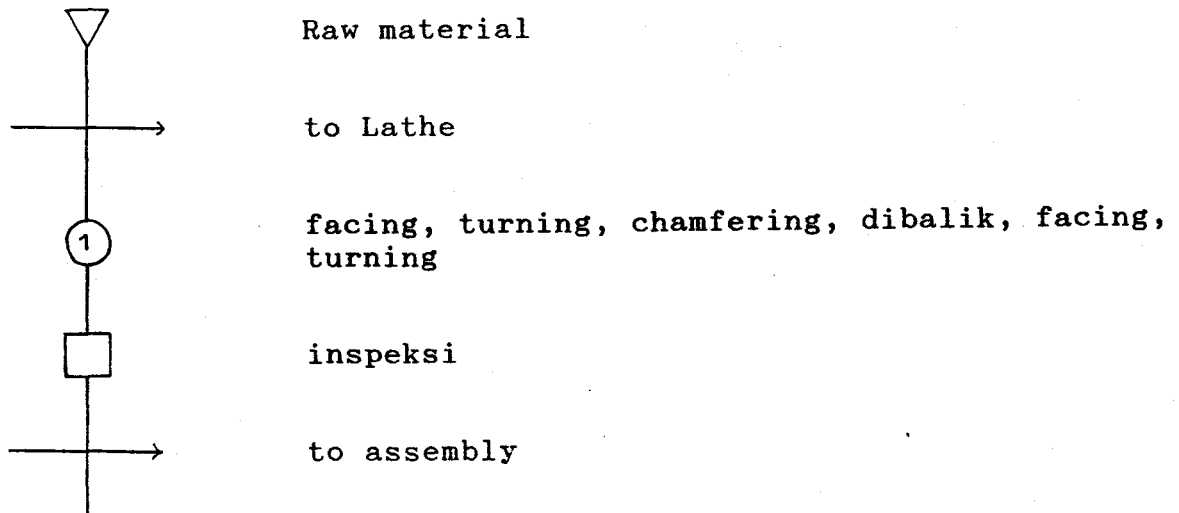 Raw material
to Lathe
1
facing, turning, chamfering, dibalik, facing,
turning
inspeksi
to assembly